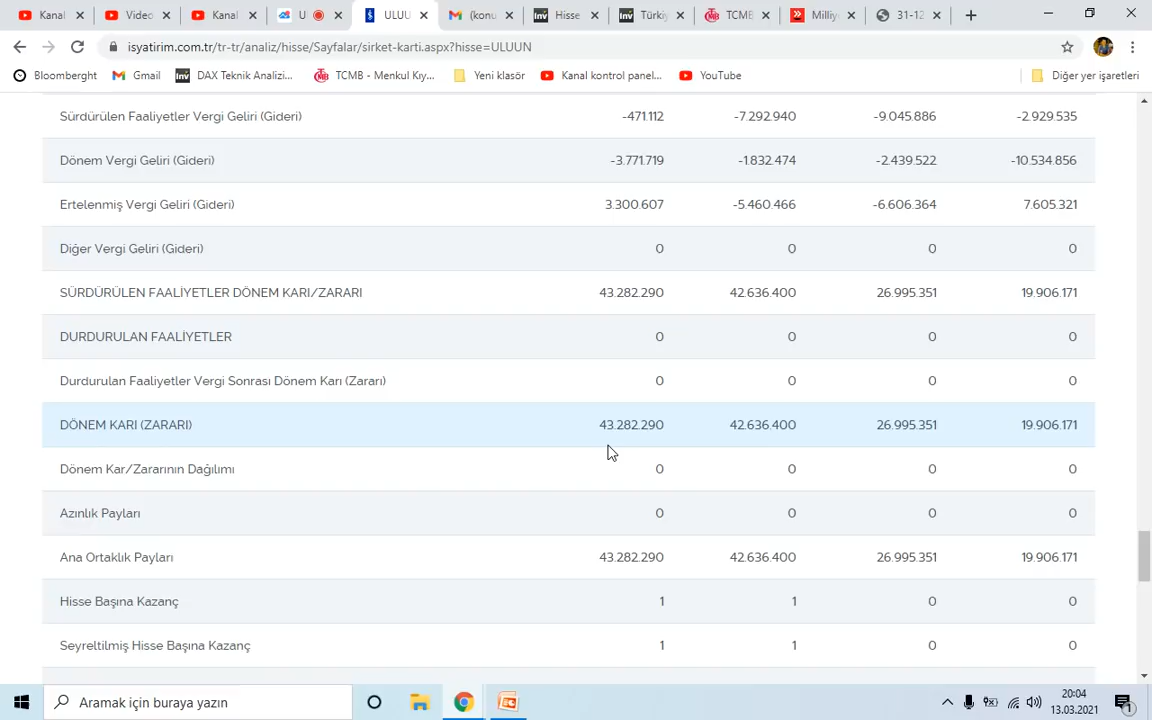 Kanal
Video
Kanal
U
ULUU
(konu
Hisse
Türkiy
TCMB
Milliy
31-12
isyatirim.com.tr/tr-tr/analiz/hisse/Sayfalar/sirket-karti.aspx?hisse=ULUUN
Bloomberght
Gmail
DAX Teknik Analizi...
TCMB - Menkul Kıy...
Yeni klasör
Kanal kontrol panel...
YouTube
Diğer yer işaretleri
Sürdürülen Faaliyetler Vergi Geliri (Gideri) -471.112 -7.292.940 -9.045.886 -2.929.535
Dönem Vergi Geliri (Gideri) -3.771.719 -1.832.474 -2.439.522 -10.534.856
Ertelenmiş Vergi Geliri (Gideri) 3.300.607 -5.460.466 -6.606.364 7.605.321
Diğer Vergi Geliri (Gideri) 0 0 0 0
SÜRDÜRÜLEN FAALİYETLER DÖNEM KARI/ZARARI 43.282.290 42.636.400 26.995.351 19.906.171
DURDURULAN FAALİYETLER 0 0 0 0
Durdurulan Faaliyetler Vergi Sonrası Dönem Karı (Zararı) 0 0 0 0
DÖNEM KARI (ZARARI) 43.282.290 42.636.400 26.995.351 19.906.171
Dönem Kar/Zararının Dağılımı 0 0 0 0
Azınlık Payları 0 0 0 0
Ana Ortaklık Payları 43.282.290 42.636.400 26.995.351 19.906.171
Hisse Başına Kazanç 1 1 0 0
Seyreltilmiş Hisse Başına Kazanç 1 1 0 0
Aramak için buraya yazın
20:04
13.03.2021